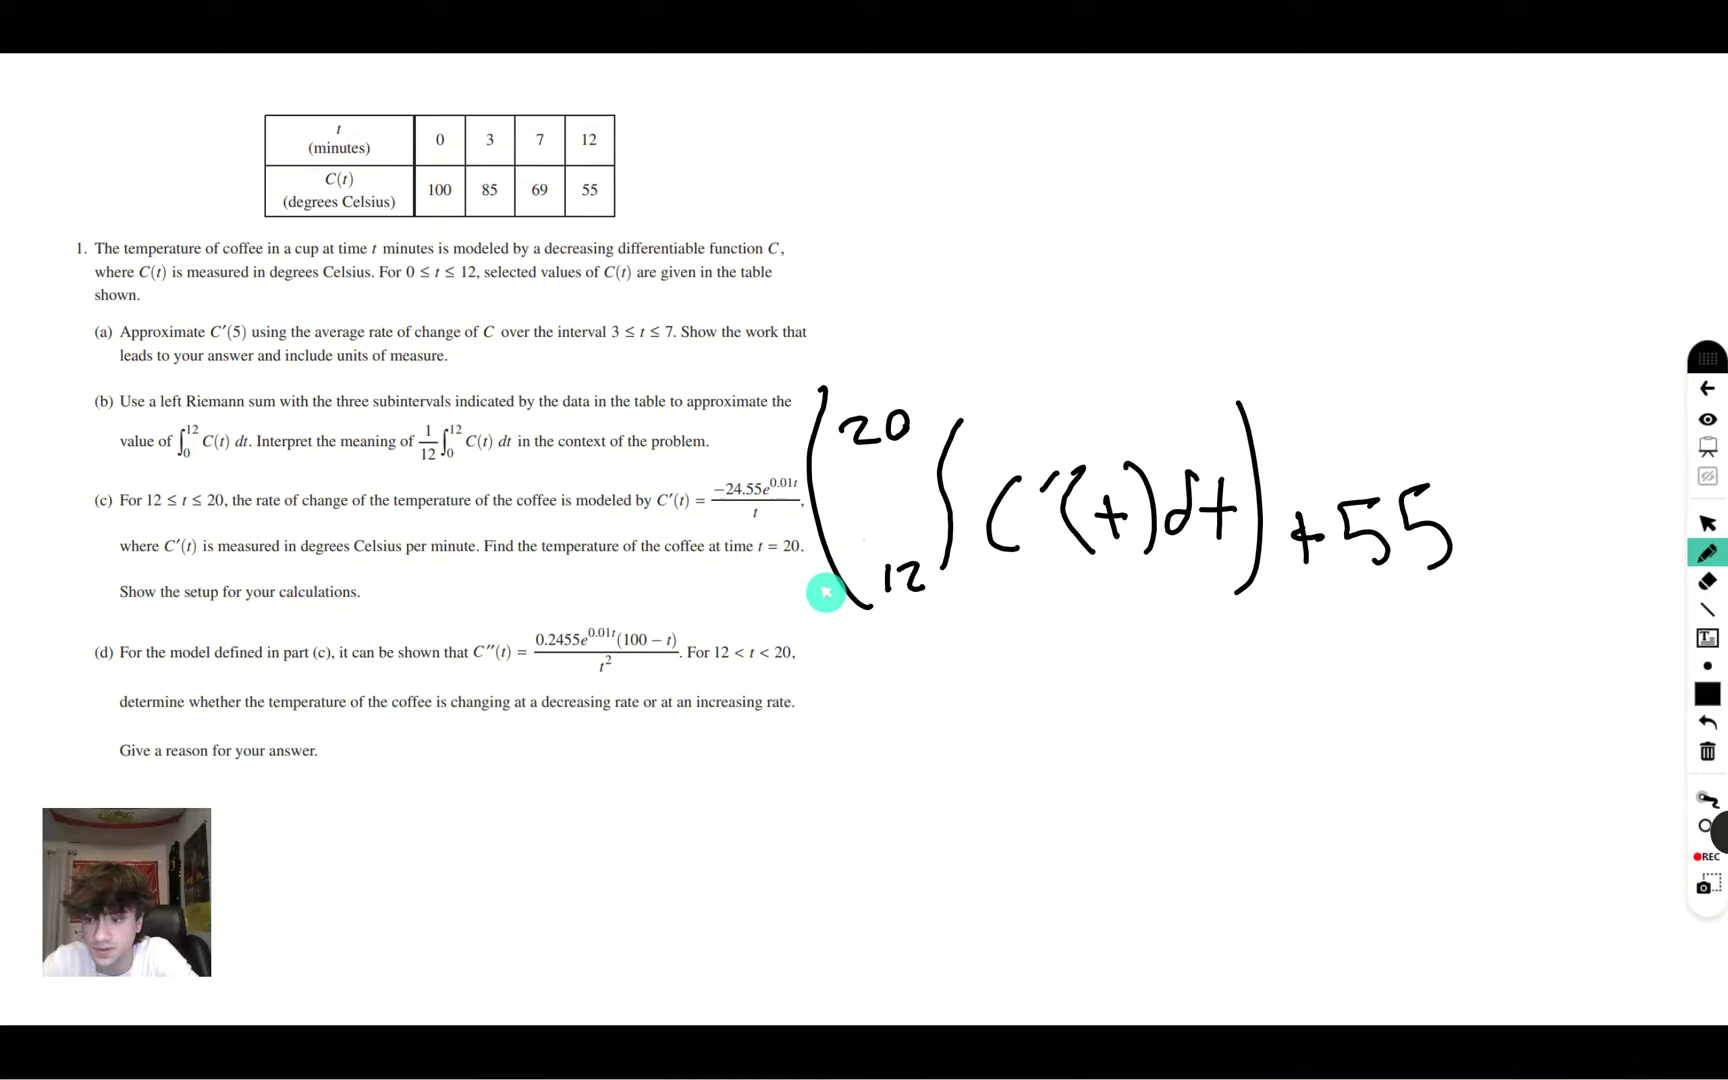 t
(minutes)
0 3 7 12
C(t)
(degrees Celsius)
100 85 69 55
1. The temperature of coffee in a cup at time t minutes is modeled by a decreasing differentiable function C,
where C(t) is measured in degrees Celsius. For 0 ≤ t ≤ 12, selected values of C(t) are given in the table
shown.
(a) Approximate C′(5) using the average rate of change of C over the interval 3 ≤ t ≤ 7. Show the work that
leads to your answer and include units of measure.
(b) Use a left Riemann sum with the three subintervals indicated by the data in the table to approximate the
value of ∫₀¹² C(t) dt. Interpret the meaning of 1/12 ∫₀¹² C(t) dt in the context of the problem.
(c) For 12 ≤ t ≤ 20, the rate of change of the temperature of the coffee is modeled by C′(t) = −24.55e^0.01t / t,
where C′(t) is measured in degrees Celsius per minute. Find the temperature of the coffee at time t = 20.
Show the setup for your calculations.
(d) For the model defined in part (c), it can be shown that C″(t) = 0.2455e^0.01t(100 − t) / t². For 12 < t < 20,
determine whether the temperature of the coffee is changing at a decreasing rate or at an increasing rate.
Give a reason for your answer.
( 20 ∫ 12 C′(t)dt ) + 55
REC